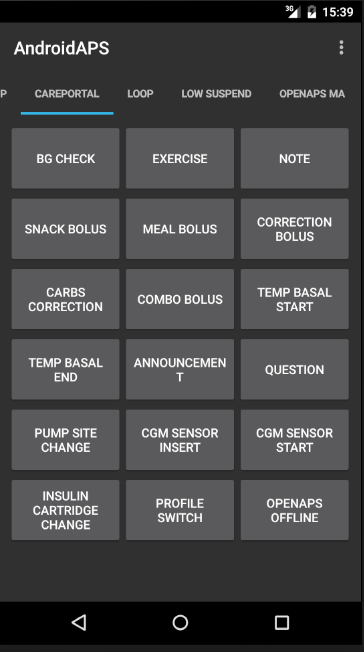 3G 15:39
AndroidAPS
P CAREPORTAL LOOP LOW SUSPEND OPENAPS MA
BG CHECK EXERCISE NOTE
SNACK BOLUS MEAL BOLUS CORRECTION
BOLUS
CARBS
CORRECTION COMBO BOLUS TEMP BASAL
START
TEMP BASAL
END ANNOUNCEMEN
T QUESTION
PUMP SITE
CHANGE CGM SENSOR
INSERT CGM SENSOR
START
INSULIN
CARTRIDGE
CHANGE PROFILE
SWITCH OPENAPS
OFFLINE